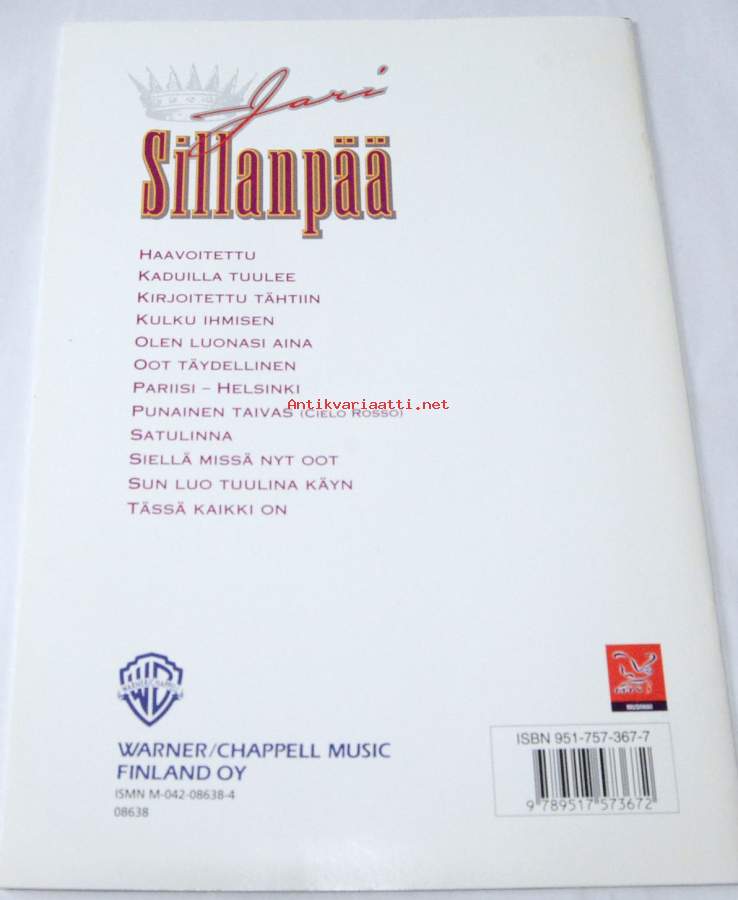 Jari
Sillanpää
HAAVOITETTU
KADUILLA TUULEE
KIRJOITETTU TÄHTIIN
KULKU IHMISEN
OLEN LUONASI AINA
OOT TÄYDELLINEN
PARIISI – HELSINKI
Antikvariaatti.net
PUNAINEN TAIVAS (CIELO ROSSO)
SATULINNA
SIELLÄ MISSÄ NYT OOT
SUN LUO TUULINA KÄYN
TÄSSÄ KAIKKI ON
WARNER/CHAPPELL
WARNER/CHAPPELL MUSIC
FINLAND OY
ISMN M-042-08638-4
08638
ISBN 951-757-367-7
9 789517 573672